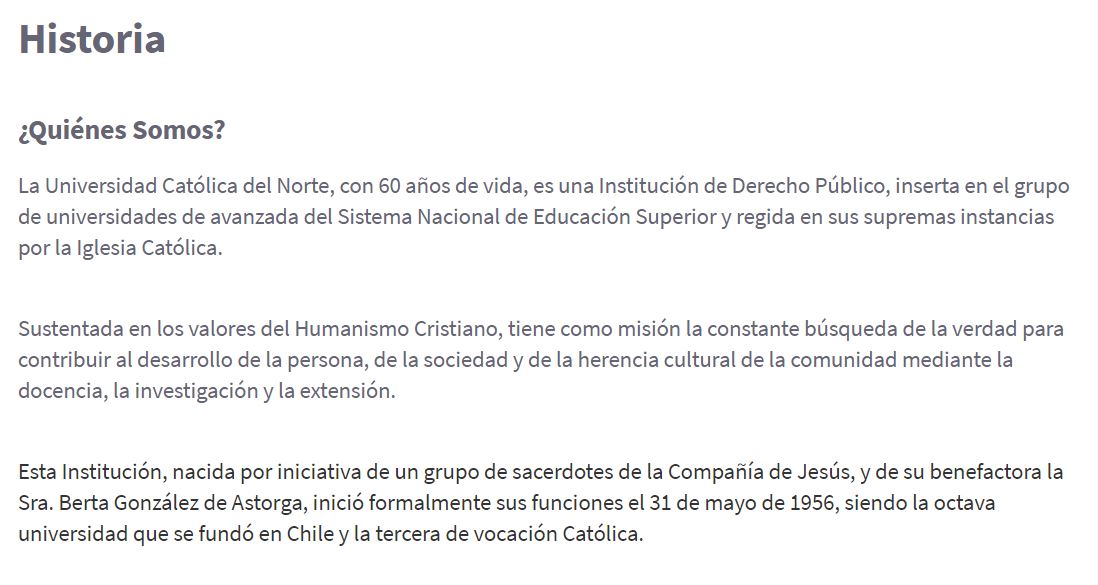 Historia
¿Quiénes Somos?
La Universidad Católica del Norte, con 60 años de vida, es una Institución de Derecho Público, inserta en el grupo
de universidades de avanzada del Sistema Nacional de Educación Superior y regida en sus supremas instancias
por la Iglesia Católica.
Sustentada en los valores del Humanismo Cristiano, tiene como misión la constante búsqueda de la verdad para
contribuir al desarrollo de la persona, de la sociedad y de la herencia cultural de la comunidad mediante la
docencia, la investigación y la extensión.
Esta Institución, nacida por iniciativa de un grupo de sacerdotes de la Compañía de Jesús, y de su benefactora la
Sra. Berta González de Astorga, inició formalmente sus funciones el 31 de mayo de 1956, siendo la octava
universidad que se fundó en Chile y la tercera de vocación Católica.